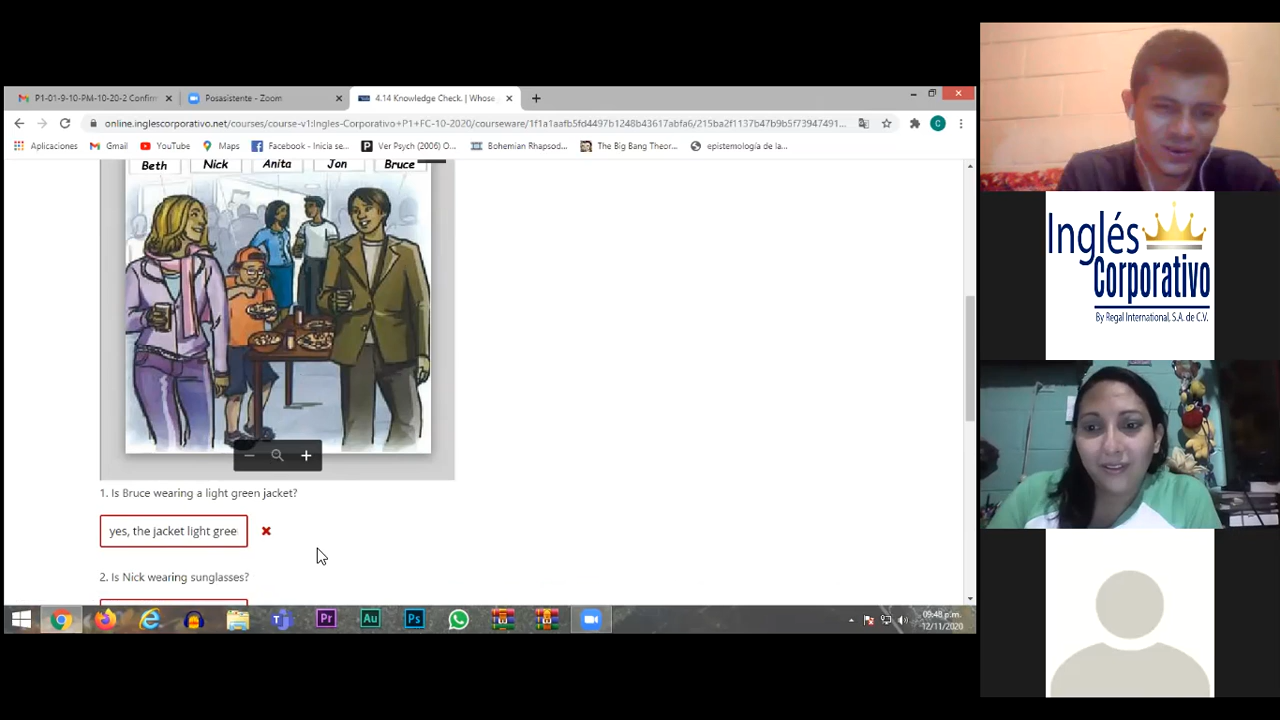 P1-01-9-10-PM-10-20-2 Confirm
Posasistente - Zoom
4.14 Knowledge Check. | Whose
online.inglescorporativo.net/courses/course-v1:Ingles-Corporativo+P1+FC-10-2020/courseware/1f1a1aafb5fd4497b1248b43617abfa6/215ba2f1137b47b9b5f73947491...
Aplicaciones
Gmail
YouTube
Maps
Facebook - Inicia se...
Ver Psych (2006) O...
Bohemian Rhapsod...
The Big Bang Theor...
epistemología de la...
Beth Nick Anita Jon Bruce
1. Is Bruce wearing a light green jacket?
yes, the jacket light gree
2. Is Nick wearing sunglasses?
09:48 p.m.
12/11/2020
Inglés
Corporativo
By Regal International, S.A. de C.V.